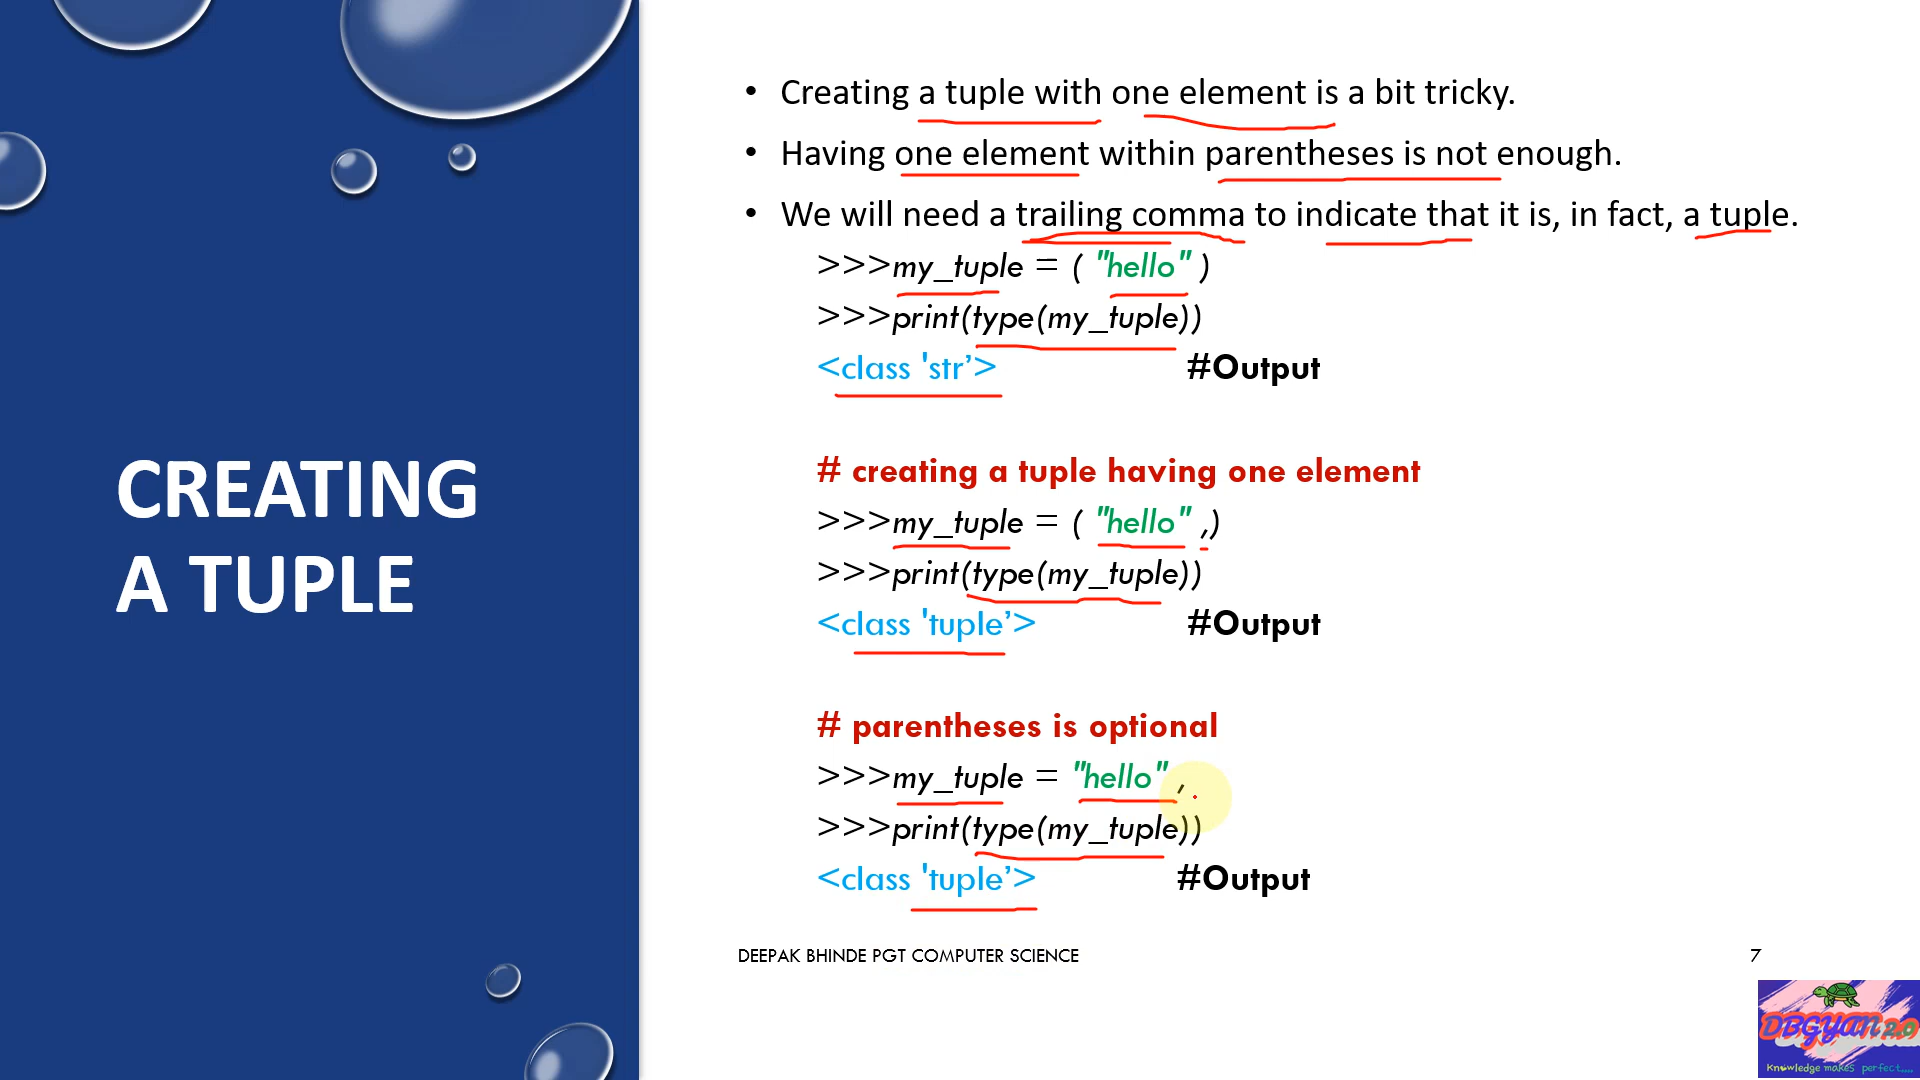 CREATING
A TUPLE
• Creating a tuple with one element is a bit tricky.
• Having one element within parentheses is not enough.
• We will need a trailing comma to indicate that it is, in fact, a tuple.
>>>my_tuple = ( "hello" )
>>>print(type(my_tuple))
<class 'str’> #Output
# creating a tuple having one element
>>>my_tuple = ( "hello" ,)
>>>print(type(my_tuple))
<class 'tuple’> #Output
# parentheses is optional
>>>my_tuple = "hello" ,
>>>print(type(my_tuple))
<class 'tuple’> #Output
DEEPAK BHINDE PGT COMPUTER SCIENCE 7
DBGYAN 2.0
Knowledge makes perfect....